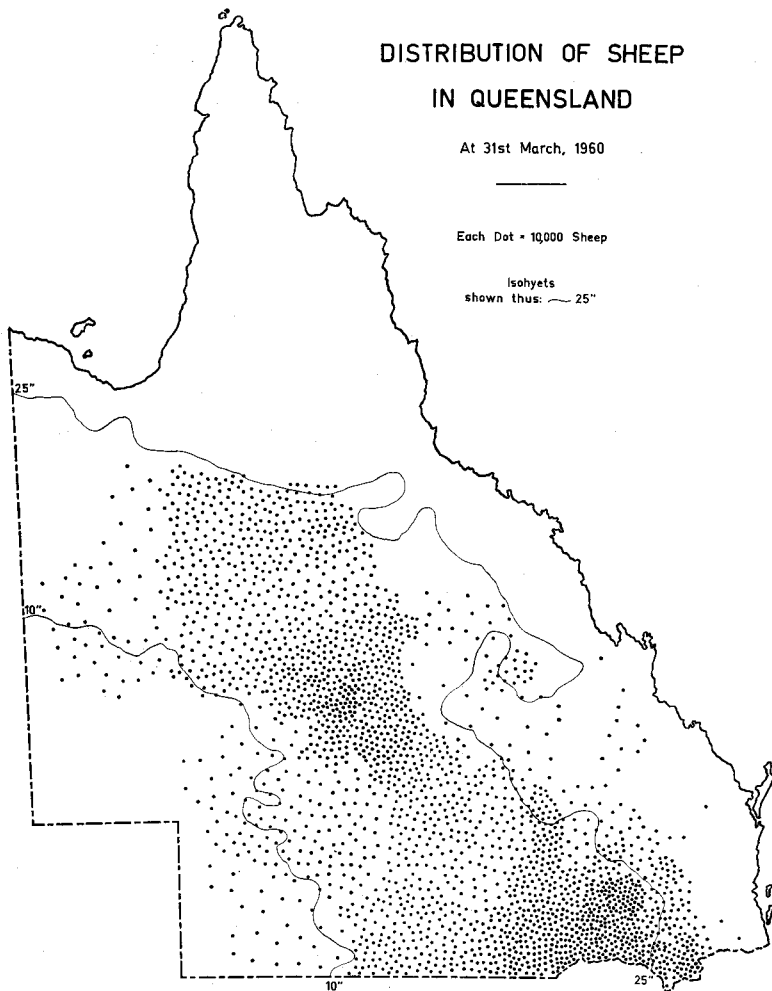 DISTRIBUTION OF SHEEP
IN QUEENSLAND
At 31st March, 1960
Each Dot = 10,000 Sheep
Isohyets
shown thus: 25"
25"
10"
10"
25"